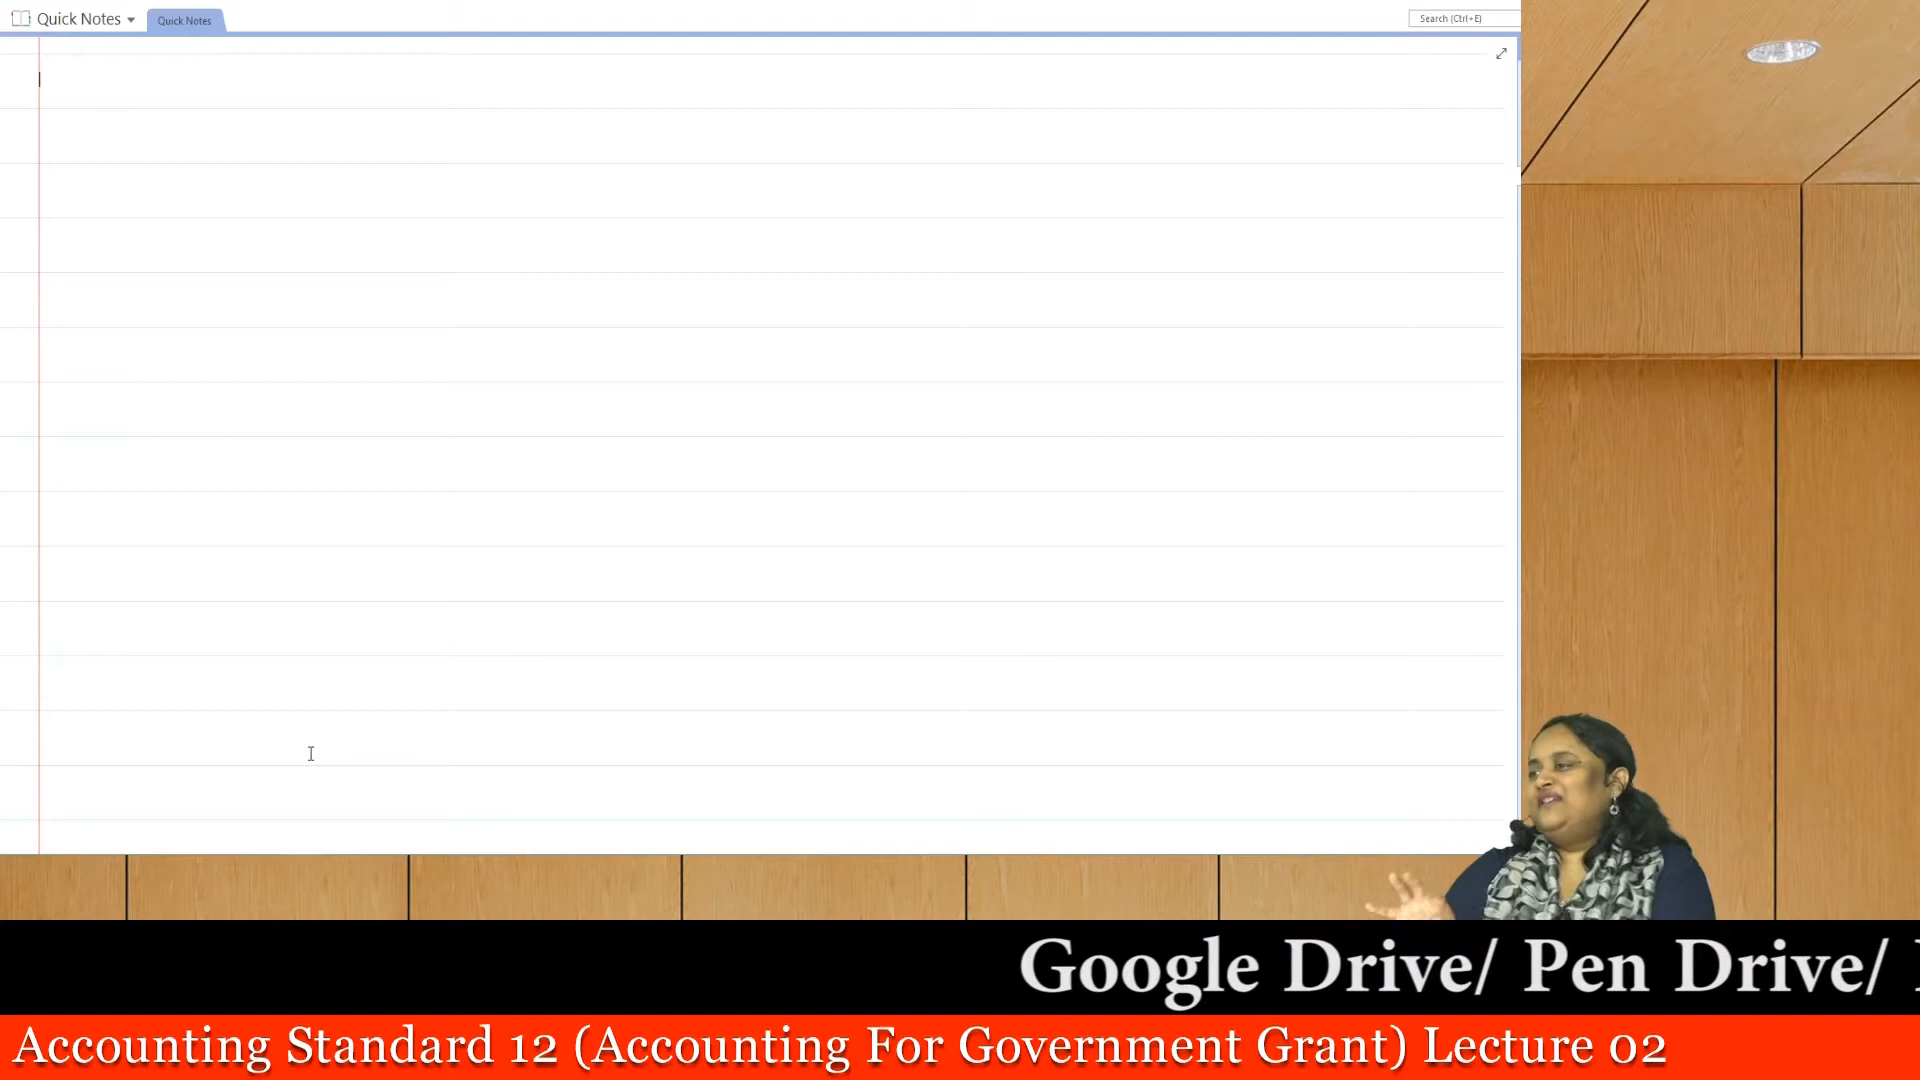 Quick Notes
Quick Notes
Search (Ctrl+E)
Google Drive/ Pen Drive/
Accounting Standard 12 (Accounting For Government Grant) Lecture 02